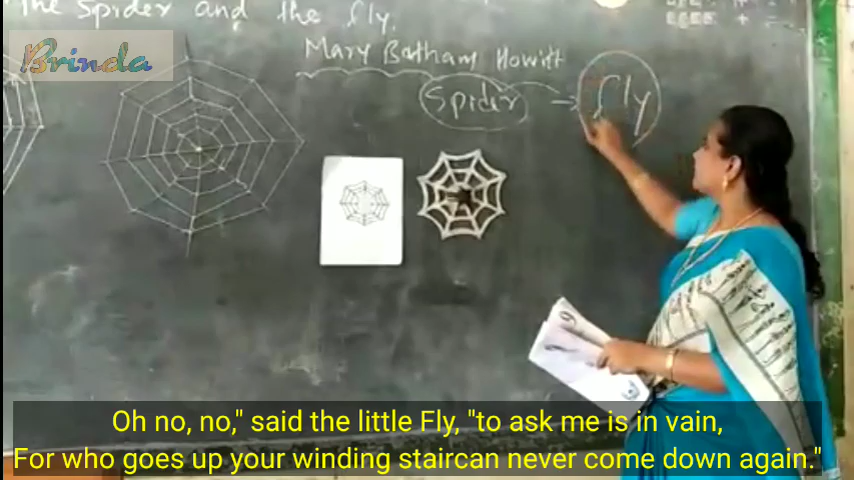 The Spider and the fly.
Brinda
Mary Botham Howitt
Spider → fly
Oh no, no," said the little Fly, "to ask me is in vain,
For who goes up your winding staircan never come down again."